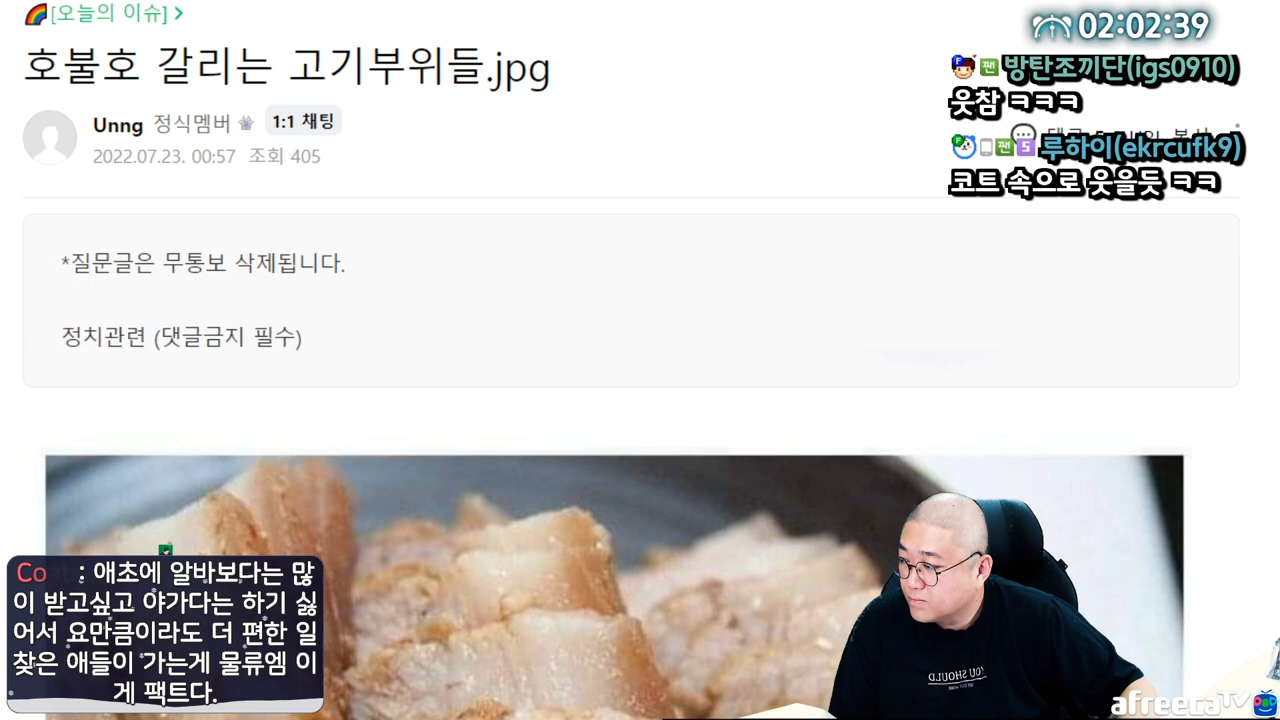 [오늘의 이슈] >
호불호 갈리는 고기부위들.jpg
Unng 정식멤버 1:1 채팅
2022.07.23. 00:57 조회 405
*질문글은 무통보 삭제됩니다.
정치관련 (댓글금지 필수)
02:02:39
F 팬 방탄조끼단(igs0910)
웃참 ㅋㅋㅋ
F 팬 5 루하이(ekrcufk9)
코트 속으로 웃을듯 ㅋㅋ
: 애초에 알바보다는 많
이 받고싶고 야가다는 하기 싫
어서 요만큼이라도 더 편한 일
찾은 애들이 가는게 물류엠 이
게 팩트다.
YOU SHOULD
afreecaTV